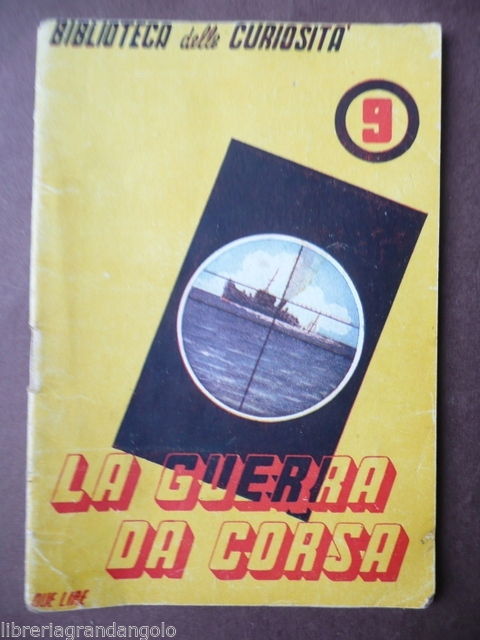 BIBLIOTECA delle CURIOSITA'
9
LA GUERRA
DA CORSA
DUE LIRE
libreriagrandangolo